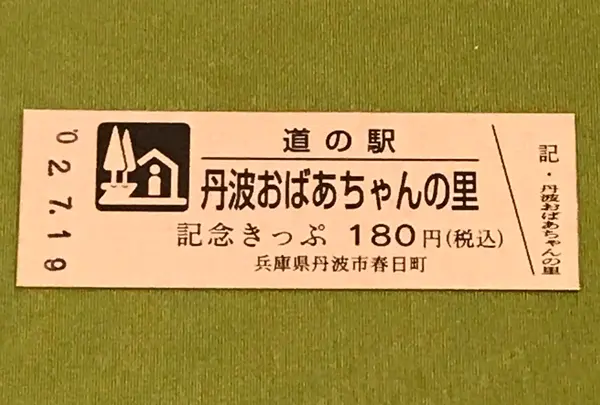 02.7.19
道の駅
丹波おばあちゃんの里
記念きっぷ 180円(税込)
兵庫県丹波市春日町
記・丹波おばあちゃんの里